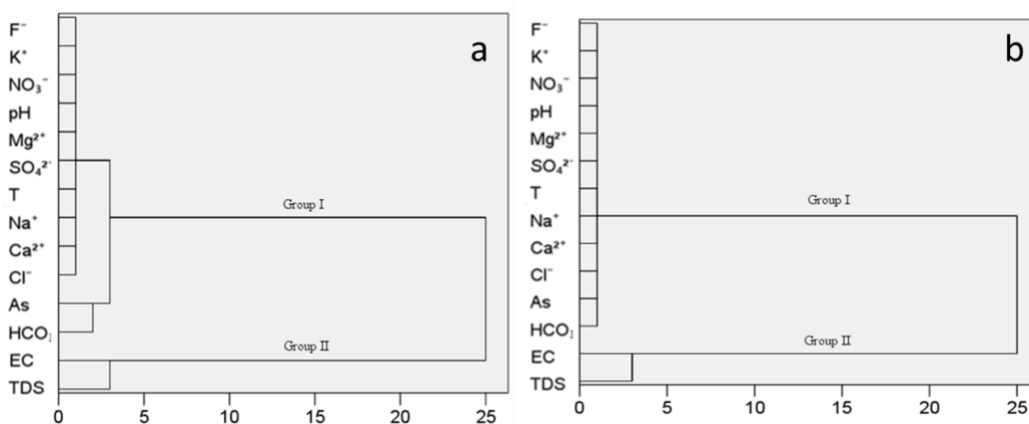 a
F⁻
K⁺
NO₃⁻
pH
Mg²⁺
SO₄²⁻
T
Na⁺
Ca²⁺
Cl⁻
As
HCO₃
EC
TDS
Group I
Group II
0 5 10 15 20 25
b
F⁻
K⁺
NO₃⁻
pH
Mg²⁺
SO₄²⁻
T
Na⁺
Ca²⁺
Cl⁻
As
HCO₃
EC
TDS
Group I
Group II
0 5 10 15 20 25